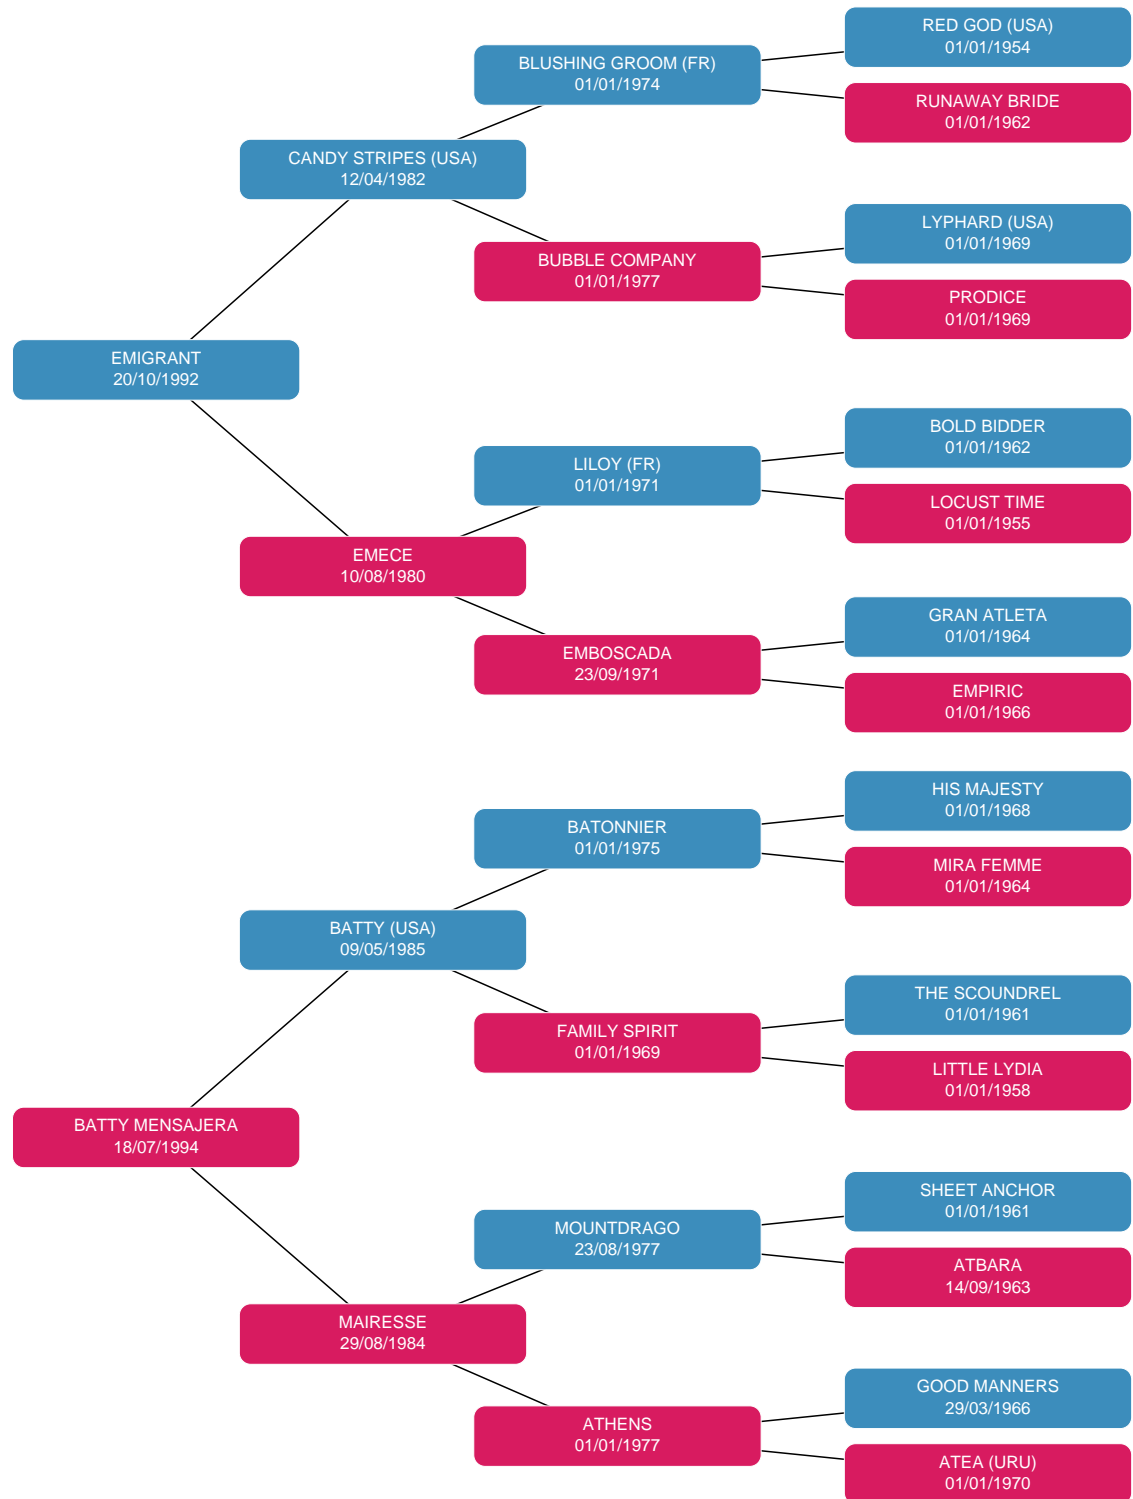 RED GOD (USA)
01/01/1954
BLUSHING GROOM (FR)
01/01/1974
RUNAWAY BRIDE
01/01/1962
CANDY STRIPES (USA)
12/04/1982
LYPHARD (USA)
01/01/1969
BUBBLE COMPANY
01/01/1977
PRODICE
01/01/1969
EMIGRANT
20/10/1992
BOLD BIDDER
01/01/1962
LILOY (FR)
01/01/1971
LOCUST TIME
01/01/1955
EMECE
10/08/1980
GRAN ATLETA
01/01/1964
EMBOSCADA
23/09/1971
EMPIRIC
01/01/1966
HIS MAJESTY
01/01/1968
BATONNIER
01/01/1975
MIRA FEMME
01/01/1964
BATTY (USA)
09/05/1985
THE SCOUNDREL
01/01/1961
FAMILY SPIRIT
01/01/1969
LITTLE LYDIA
01/01/1958
BATTY MENSAJERA
18/07/1994
SHEET ANCHOR
01/01/1961
MOUNTDRAGO
23/08/1977
ATBARA
14/09/1963
MAIRESSE
29/08/1984
GOOD MANNERS
29/03/1966
ATHENS
01/01/1977
ATEA (URU)
01/01/1970